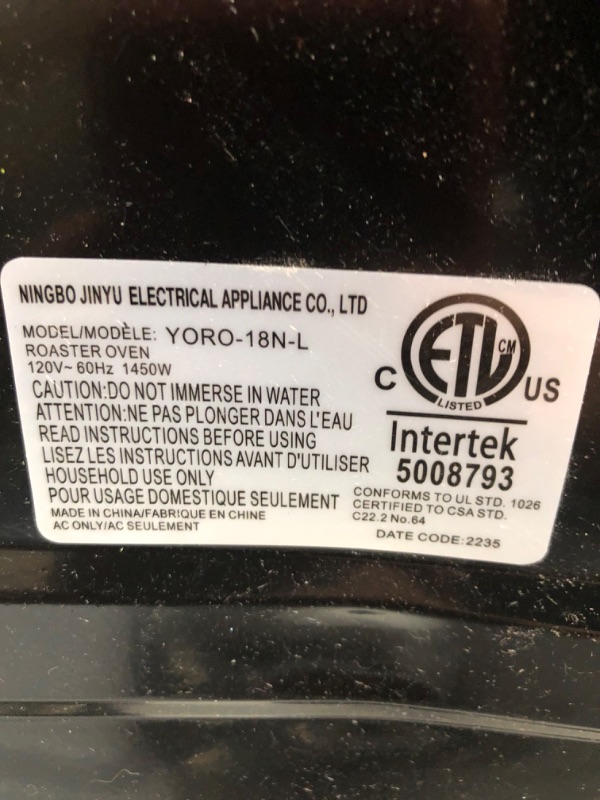 NINGBO JINYU ELECTRICAL APPLIANCE CO., LTD
MODEL/MODÈLE: YORO-18N-L
ROASTER OVEN
120V~ 60Hz 1450W
CAUTION:DO NOT IMMERSE IN WATER
ATTENTION:NE PAS PLONGER DANS L'EAU
READ INSTRUCTIONS BEFORE USING
LISEZ LES INSTRUCTIONS AVANT D'UTILISER
HOUSEHOLD USE ONLY
POUR USAGE DOMESTIQUE SEULEMENT
MADE IN CHINA/FABRIQUE EN CHINE
AC ONLY/AC SEULEMENT
ETL CM
C US
LISTED
Intertek
5008793
CONFORMS TO UL STD. 1026
CERTIFIED TO CSA STD.
C22.2 No.64
DATE CODE:2235